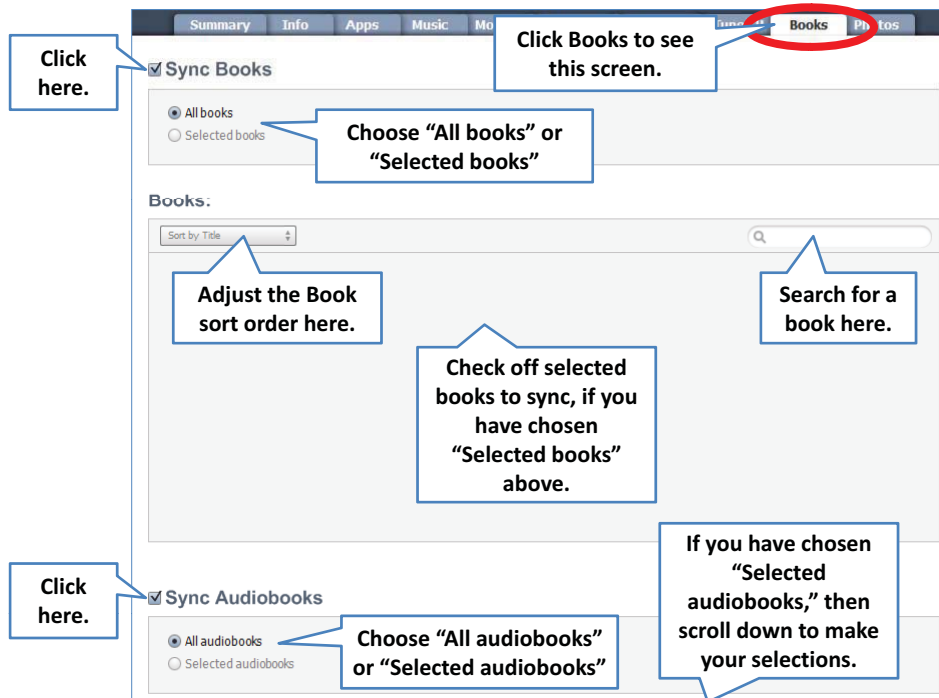 Summary Info Apps Music
Click Books to see
this screen.
Books
Click
here.
Sync Books
All books
Selected books
Choose “All books” or
“Selected books”
Books:
Sort by Title
Adjust the Book
sort order here.
Search for a
book here.
Check off selected
books to sync, if you
have chosen
“Selected books”
above.
If you have chosen
“Selected
audiobooks,” then
scroll down to make
your selections.
Click
here.
Sync Audiobooks
All audiobooks
Selected audiobooks
Choose “All audiobooks”
or “Selected audiobooks”